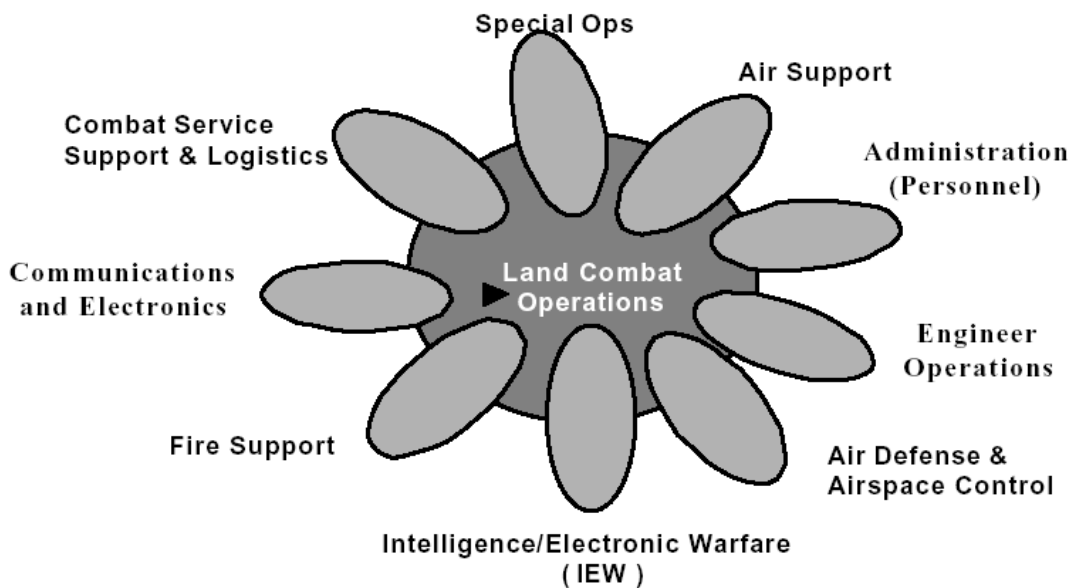 Special Ops
Air Support
Combat Service
Support & Logistics
Administration
(Personnel)
Communications
and Electronics
Land Combat
Operations
Engineer
Operations
Fire Support
Air Defense &
Airspace Control
Intelligence/Electronic Warfare
( IEW )